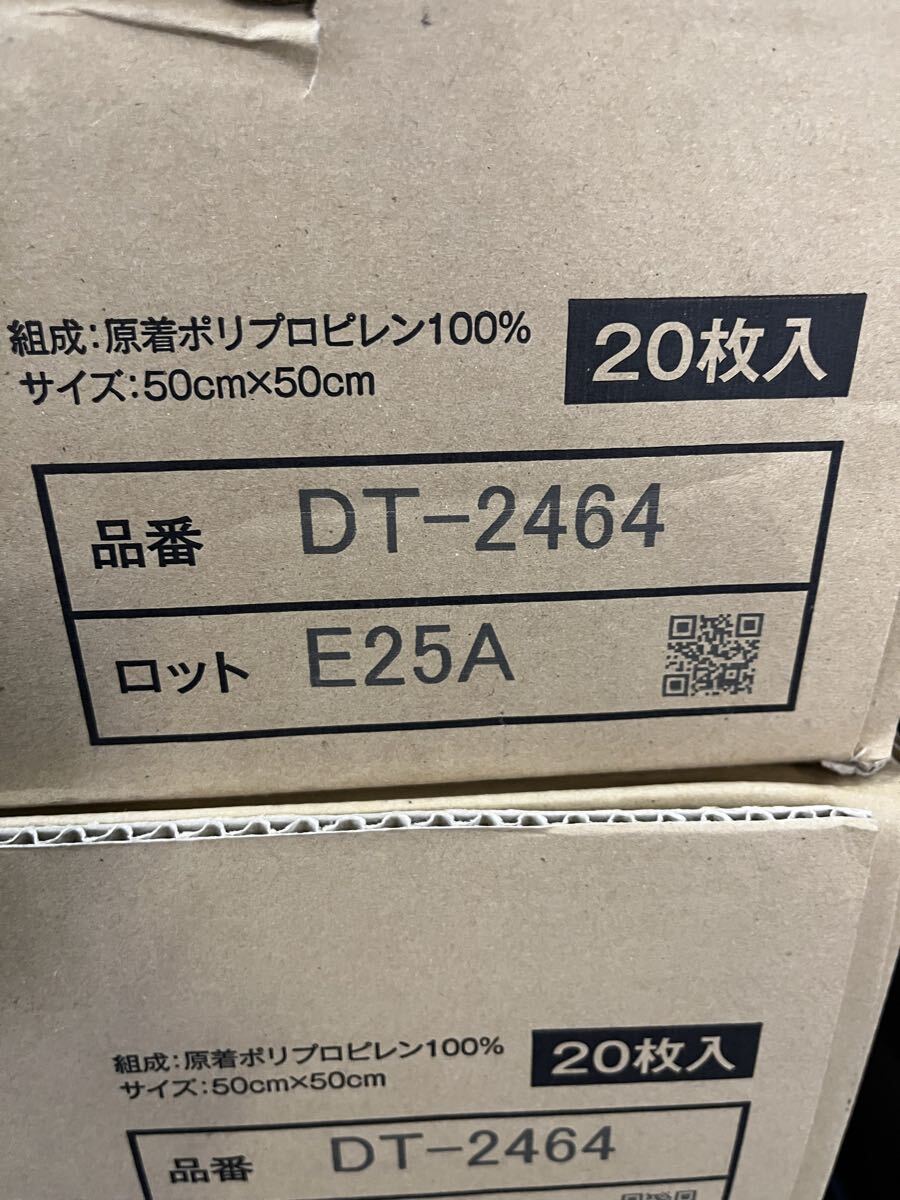 組成:原着ポリプロピレン100%
20枚入
サイズ:50cm×50cm
品番 DT-2464
ロット E25A
組成:原着ポリプロピレン100%
20枚入
サイズ:50cm×50cm
品番 DT-2464